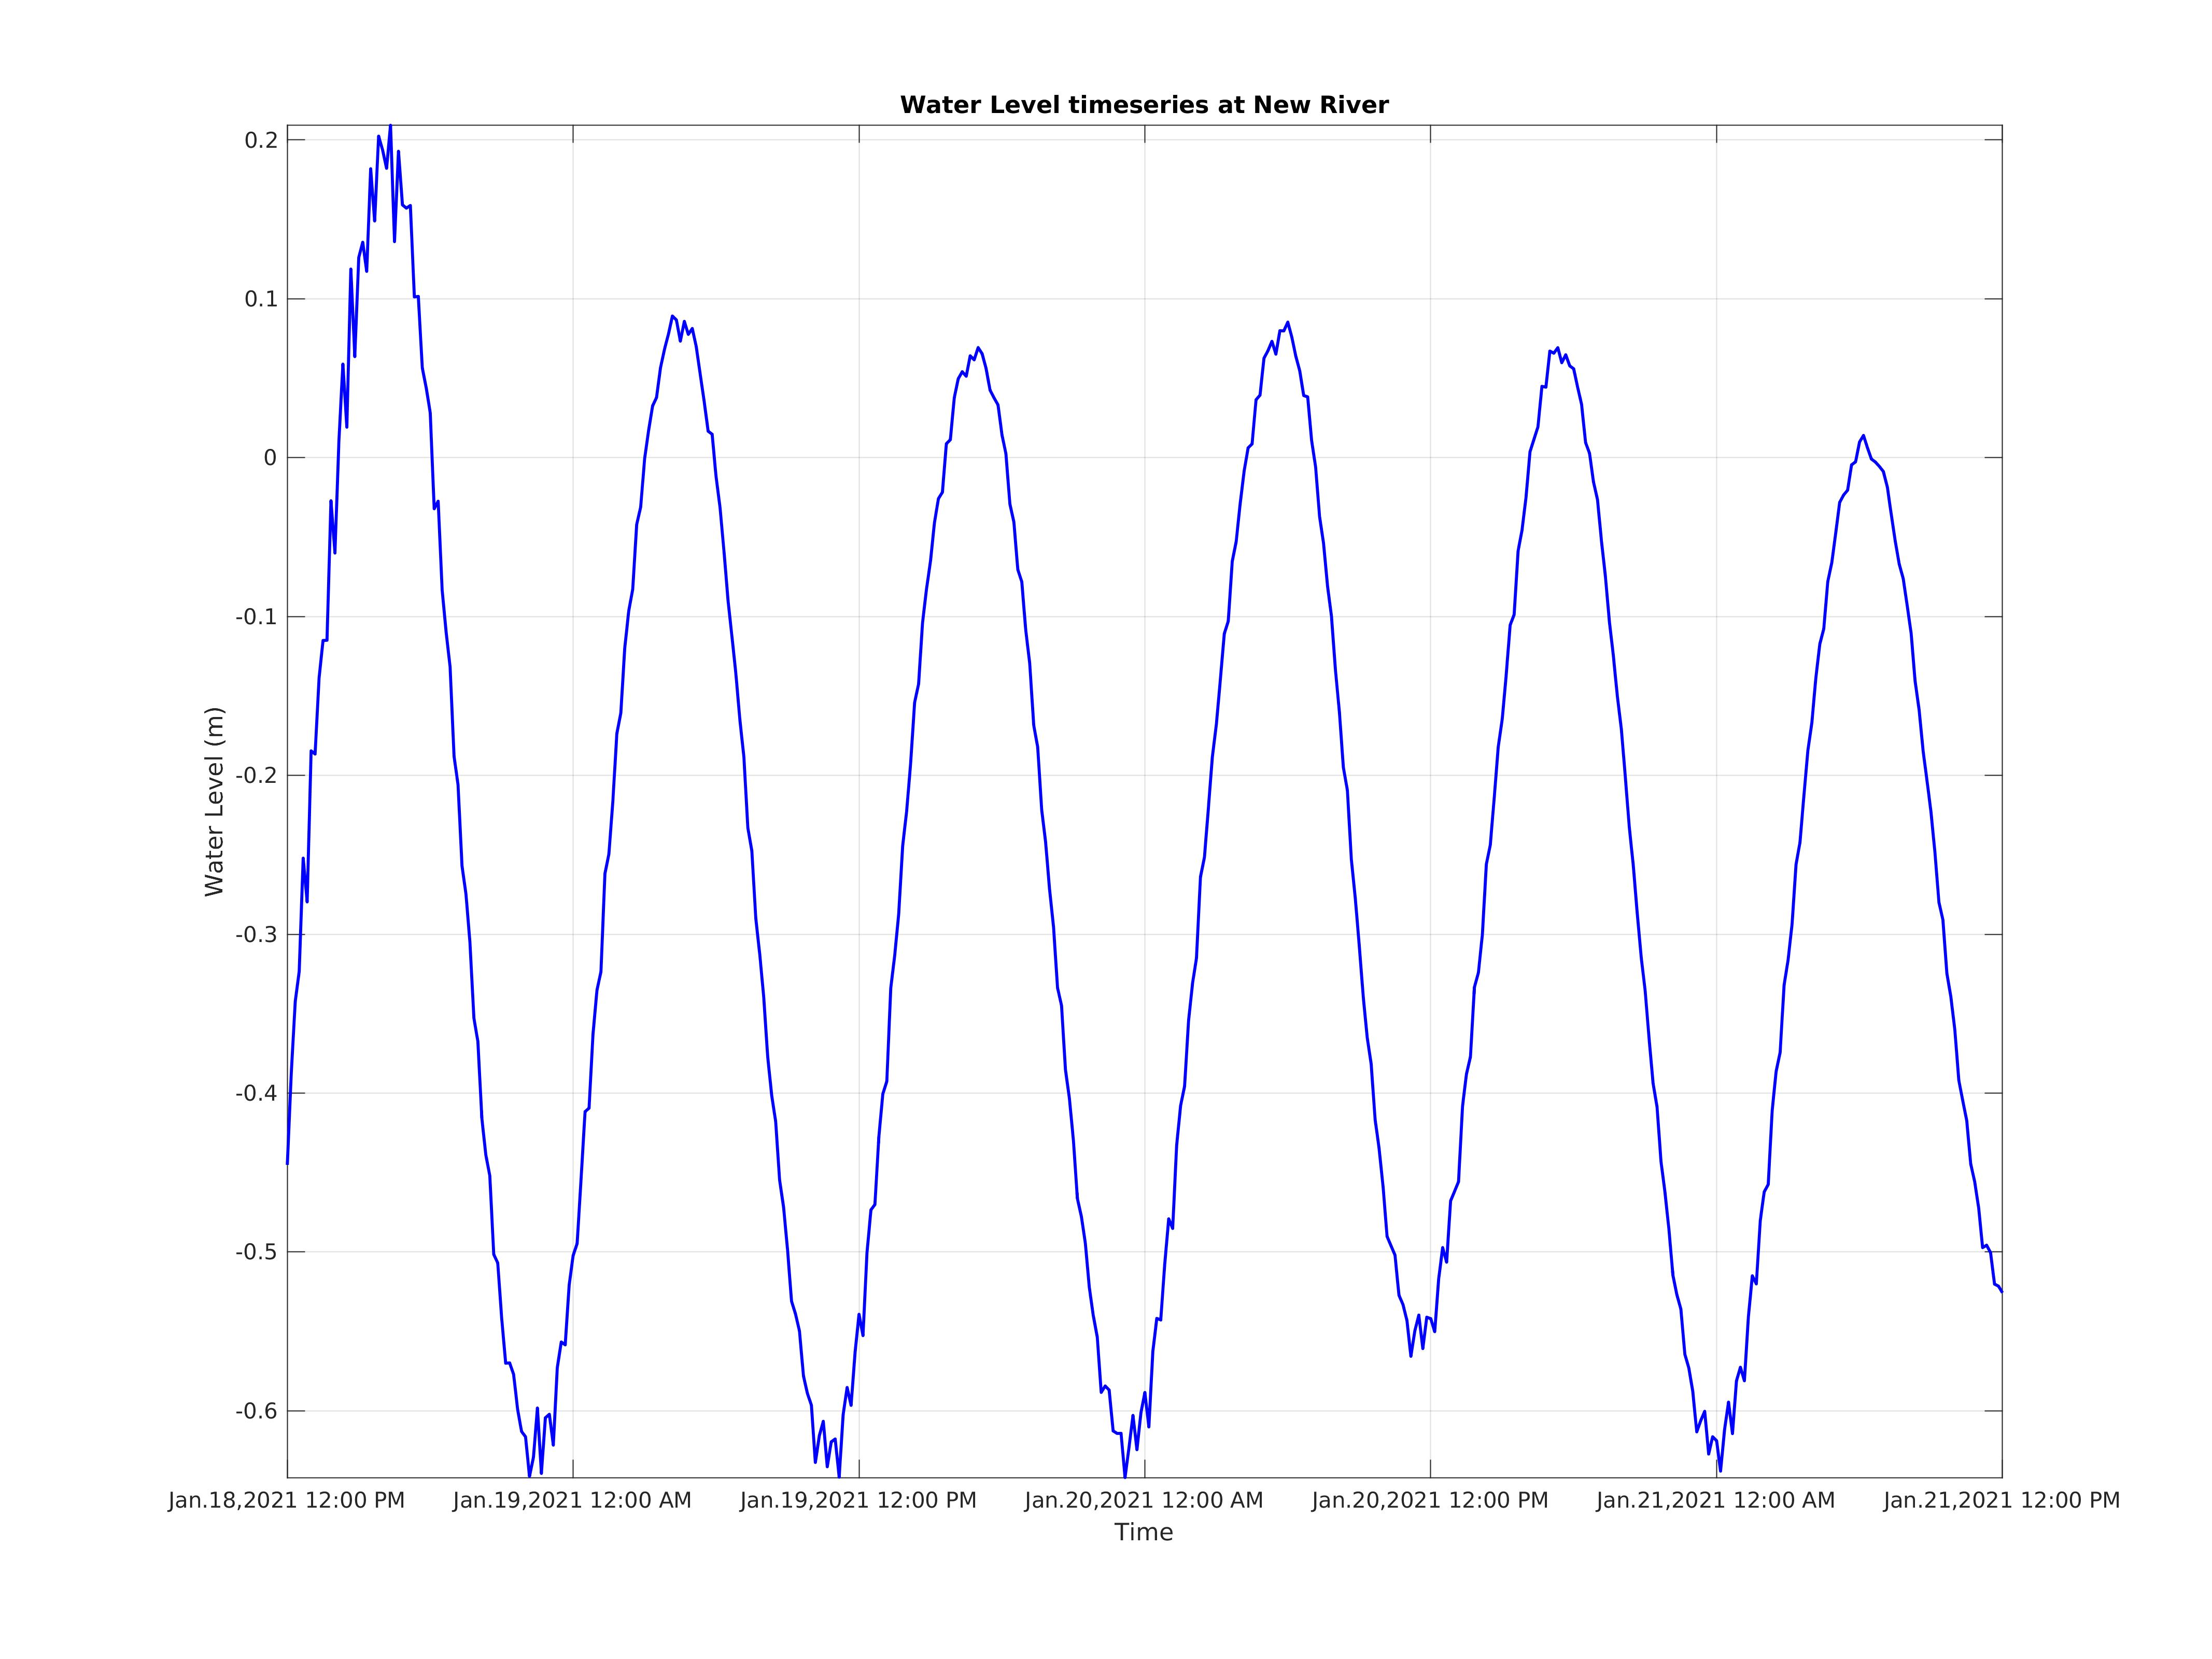 Water Level timeseries at New River
0.2
0.1
0
-0.1
-0.2
-0.3
-0.4
-0.5
-0.6
Water Level (m)
Jan.18,2021 12:00 PM
Jan.19,2021 12:00 AM
Jan.19,2021 12:00 PM
Jan.20,2021 12:00 AM
Jan.20,2021 12:00 PM
Jan.21,2021 12:00 AM
Jan.21,2021 12:00 PM
Time